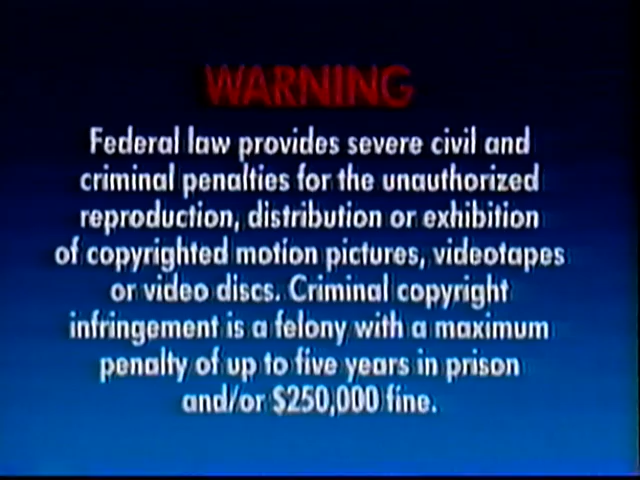 WARNING
Federal law provides severe civil and
criminal penalties for the unauthorized
reproduction, distribution or exhibition
of copyrighted motion pictures, videotapes
or video discs. Criminal copyright
infringement is a felony with a maximum
penalty of up to five years in prison
and/or $250,000 fine.